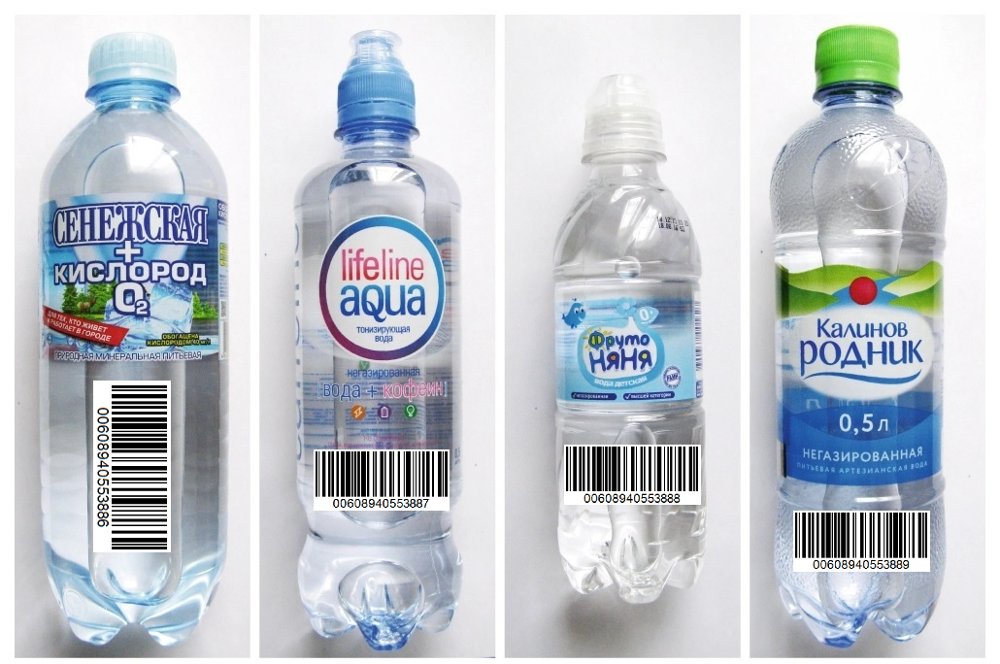 СЕНЕЖСКАЯ
+
КИСЛОРОД
O2
ДЛЯ ТЕХ, КТО ЖИВЕТ
И РАБОТАЕТ В ГОРОДЕ
ОБОГАЩЕНА
КИСЛОРОДОМ
ПРИРОДНАЯ МИНЕРАЛЬНАЯ ПИТЬЕВАЯ
00608940553886
lifeline
aqua
тонизирующая
вода
негазированная
вода + кофеин
00608940553887
ФрутоНЯНЯ
вода детская
негазированная
высшей категории
00608940553888
Калинов
РОДНИК
0,5 л
НЕГАЗИРОВАННАЯ
ПИТЬЕВАЯ АРТЕЗИАНСКАЯ ВОДА
00608940553889